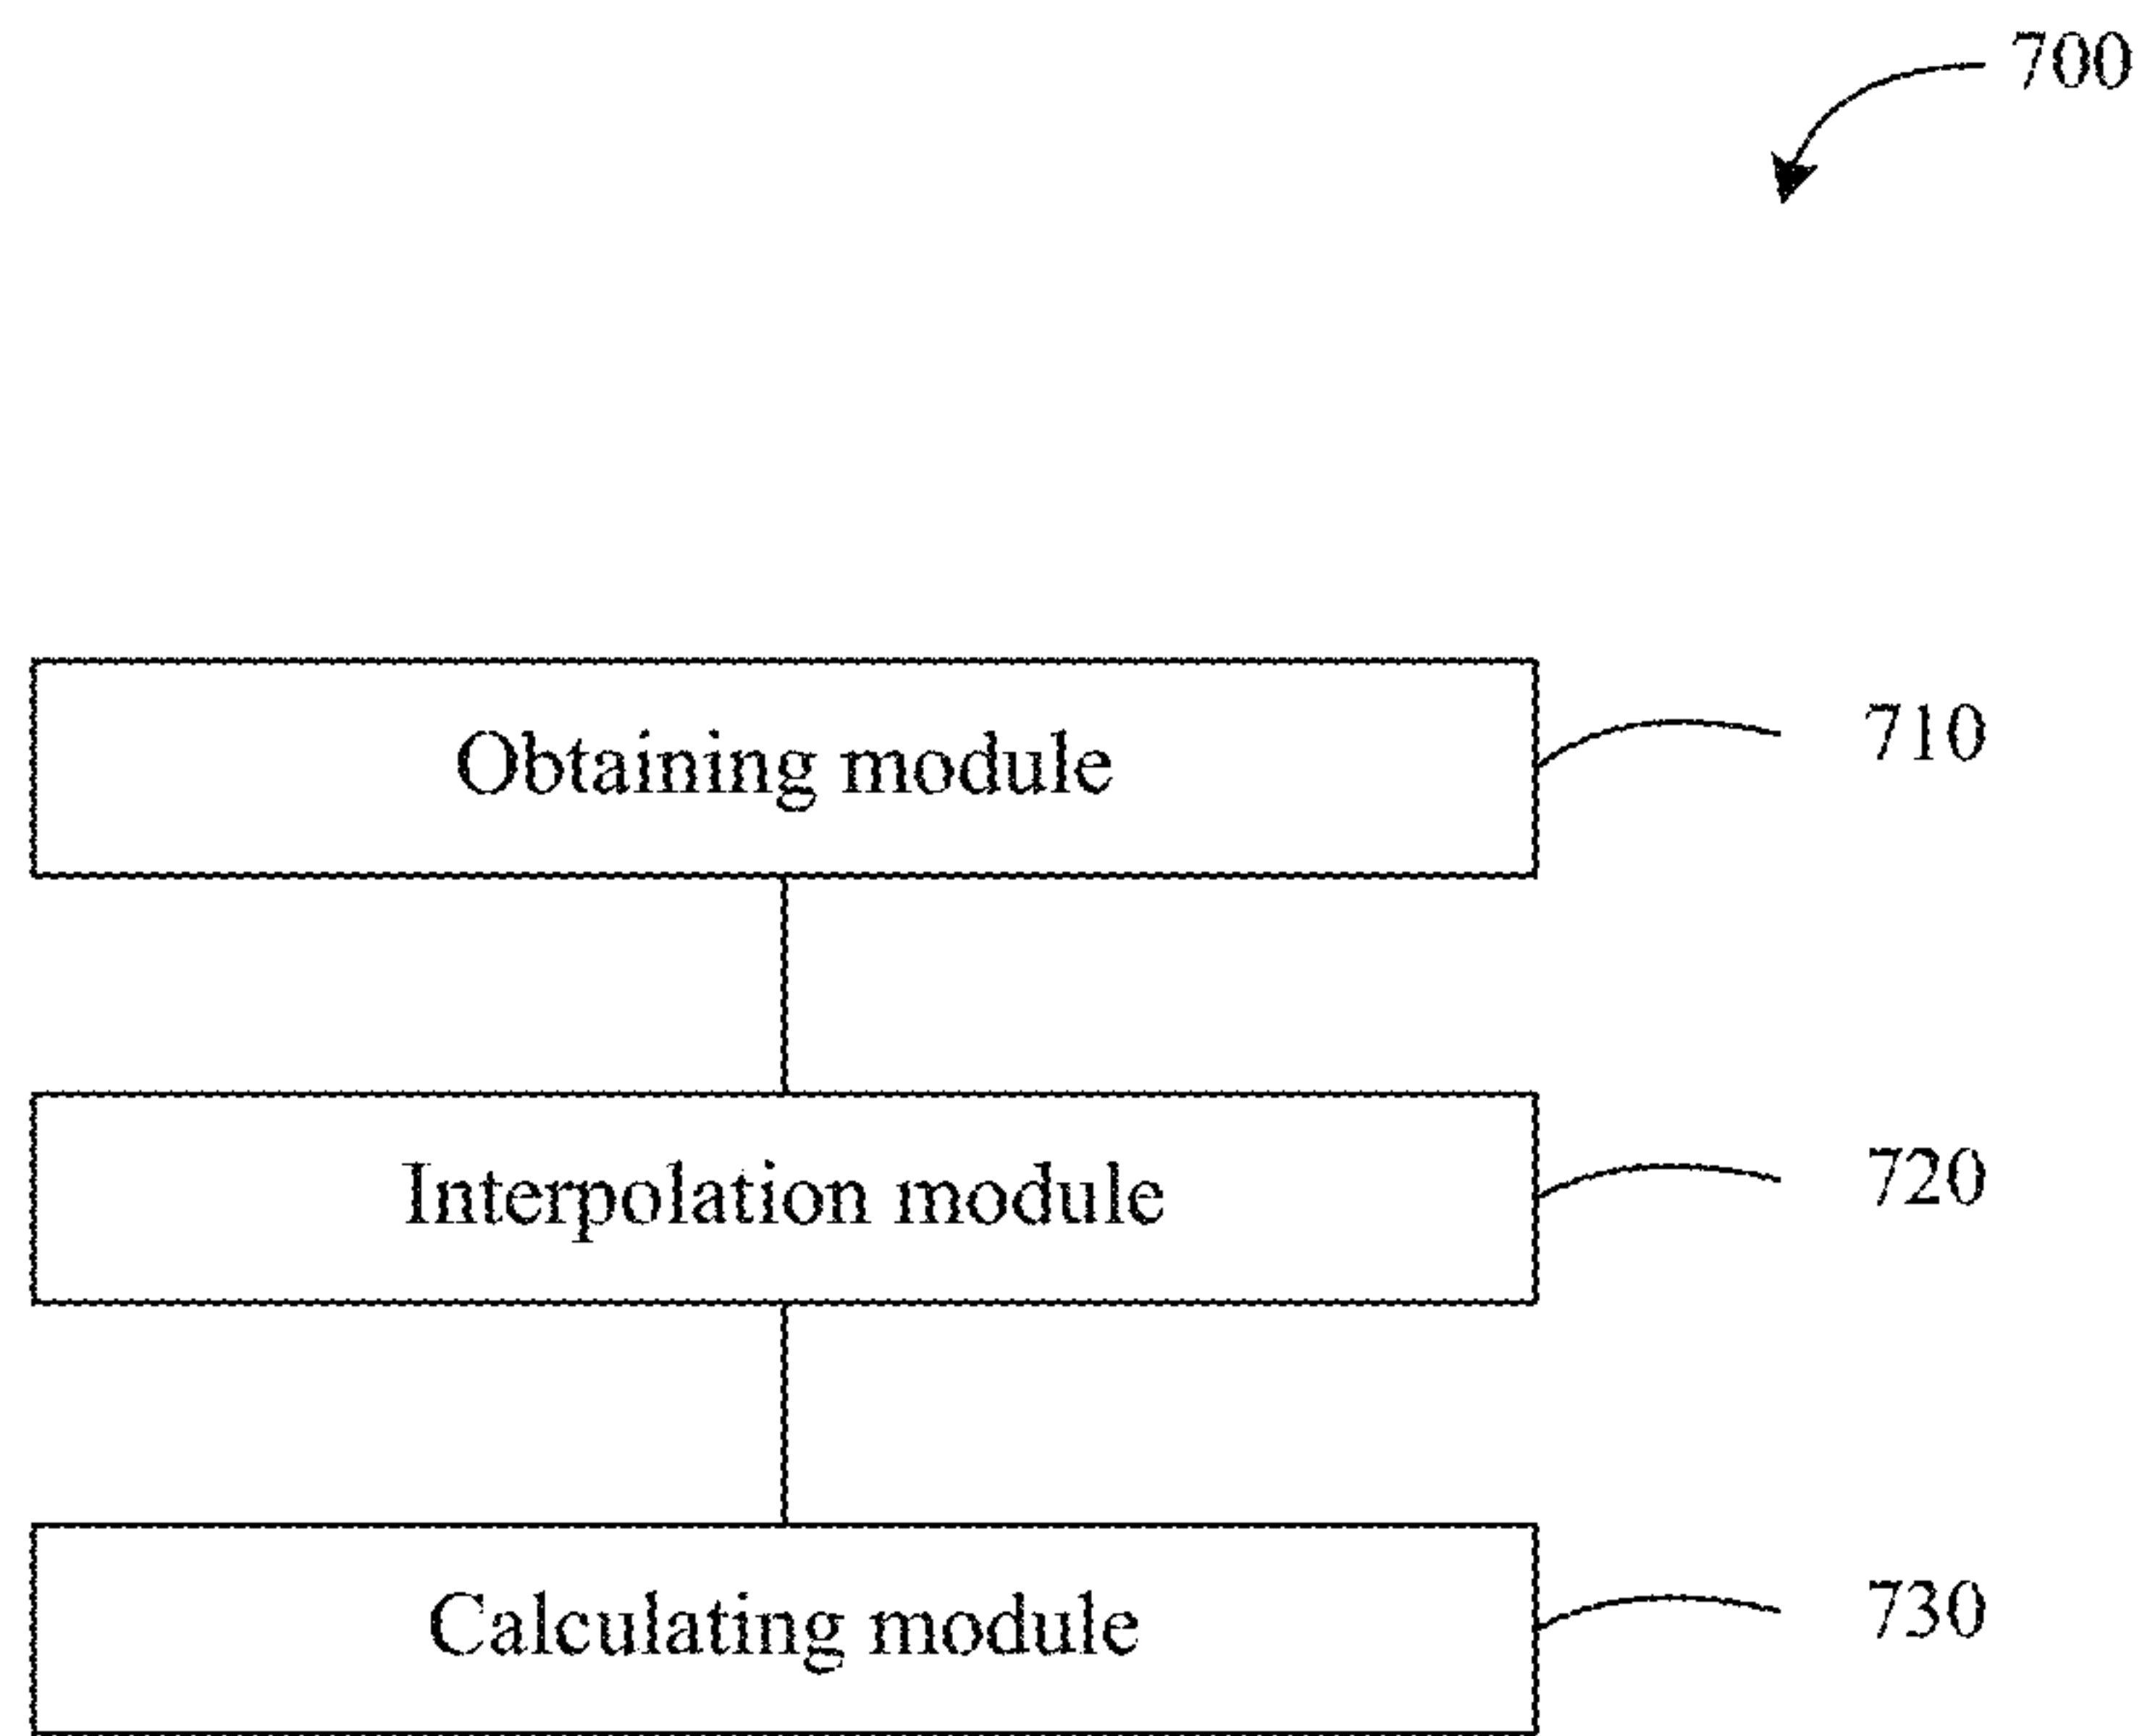 700
Obtaining module
710
Interpolation module
720
Calculating module
730